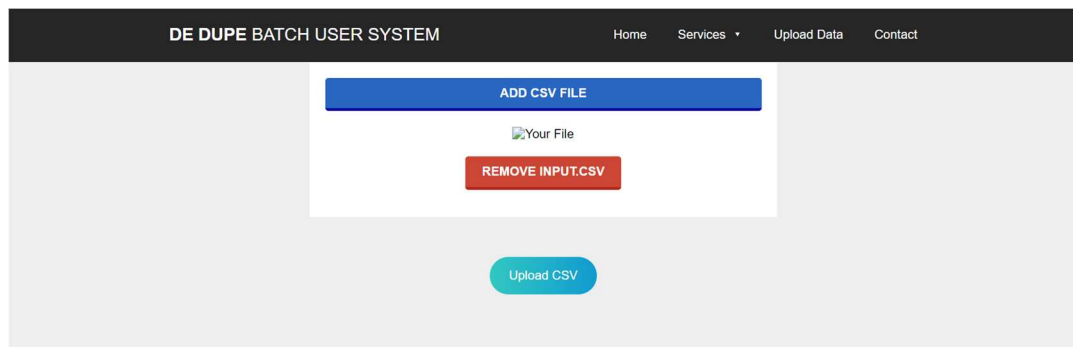 DE DUPE BATCH USER SYSTEM Home Services ▾ Upload Data Contact
ADD CSV FILE
Your File
REMOVE INPUT.CSV
Upload CSV